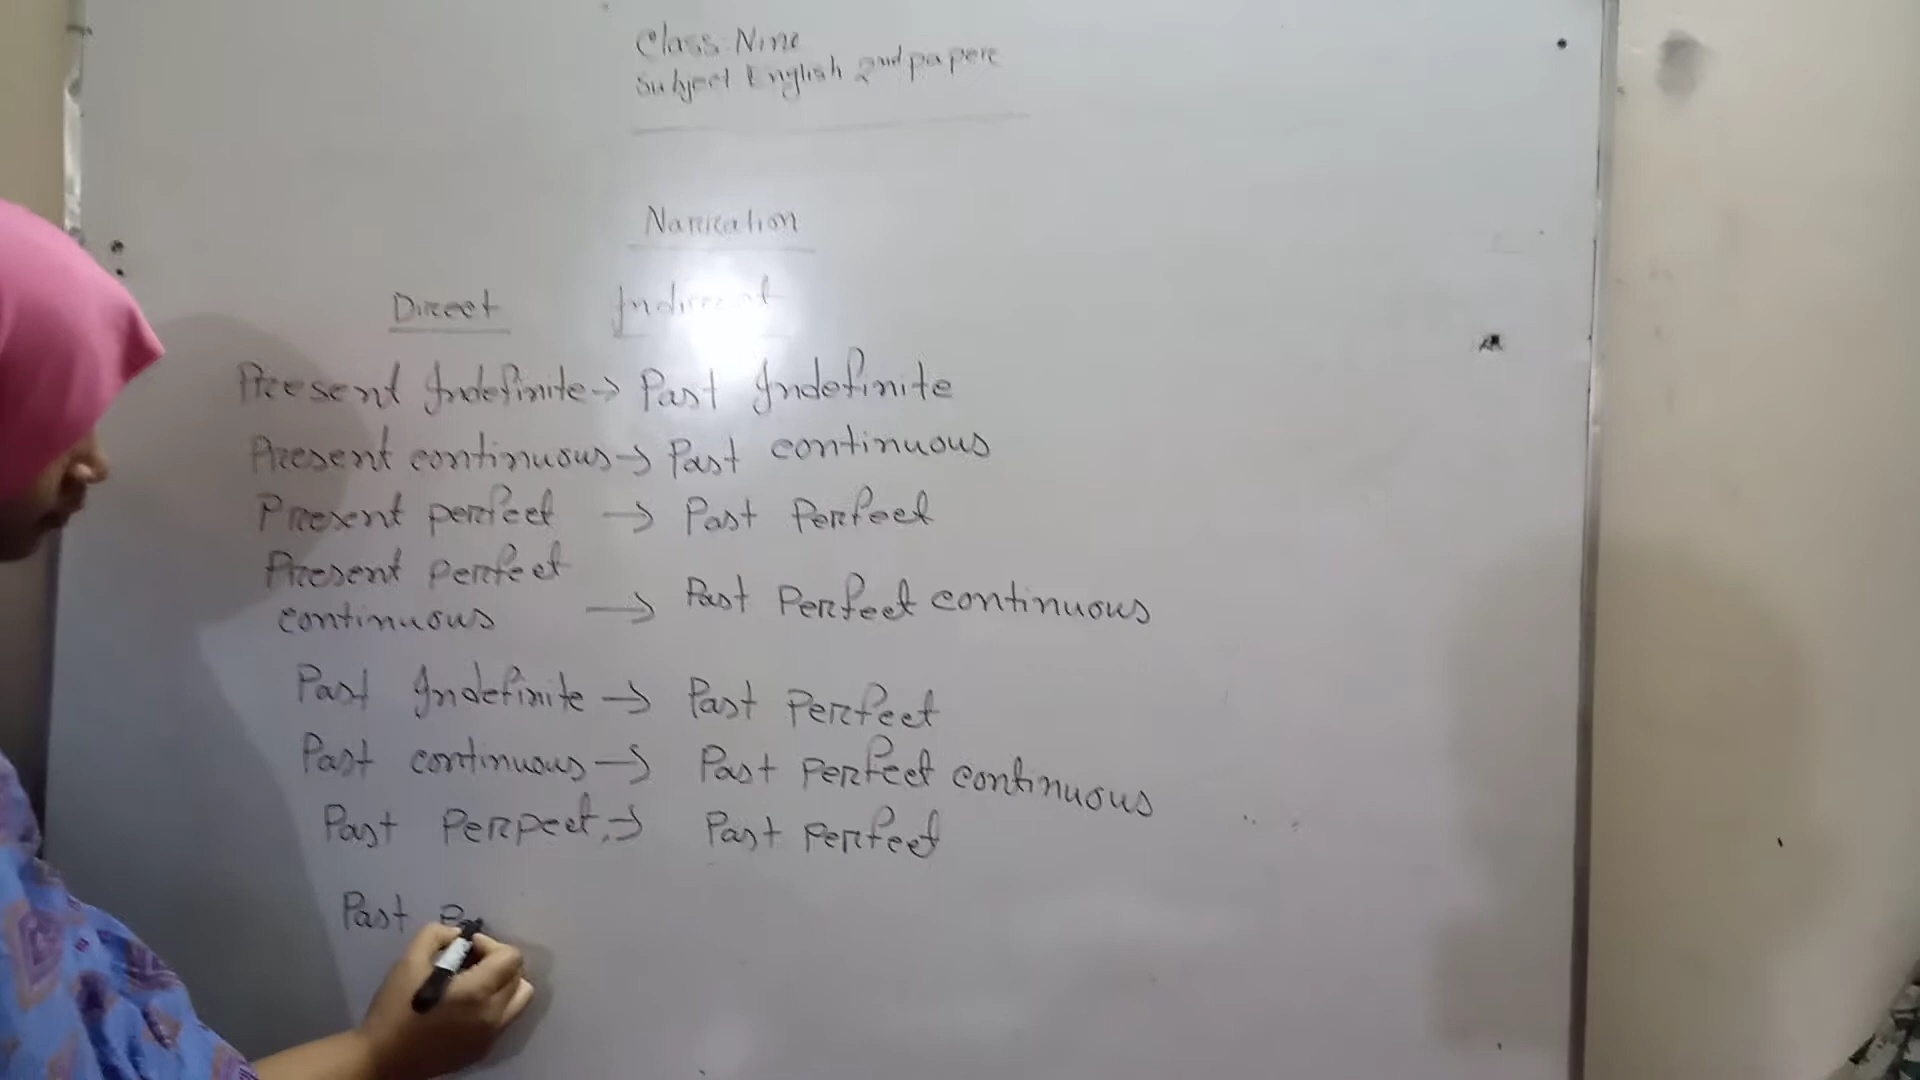 Class: Nine
Subject English 2nd paper
Narration
Direct Indirect
Present Indefinite → Past Indefinite
Present continuous → Past continuous
Present perfect → Past Perfect
Present perfect
continuous → Past Perfect continuous
Past Indefinite → Past Perfect
Past continuous → Past Perfect continuous
Past Perpect. → Past Perfect
Past